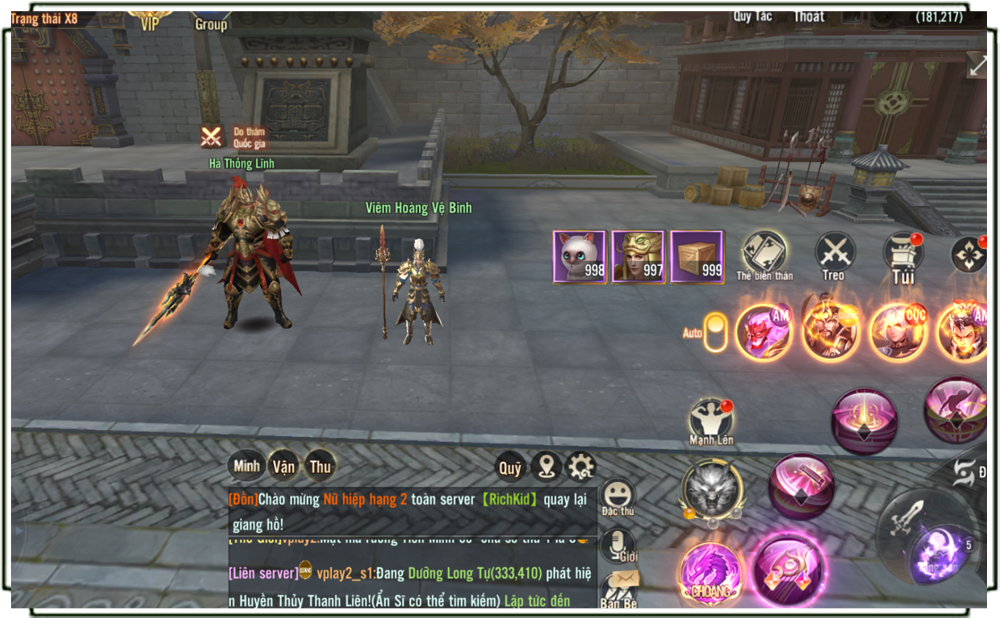 Trạng thái X8
VIP
Group
Quy Tắc
Thoát
(181,217)
Do thám
Quốc gia
Hà Thống Lĩnh
Viêm Hoàng Vệ Binh
998
997
999
Thẻ biến thân
Treo
Túi
Auto
AM
CỤC
Mạnh Lên
Minh
Vận
Thu
Quỹ
Đặc thù
[Đồn]Chào mừng Nữ hiệp hạng 2 toàn server【RichKid】quay lại
giang hồ!
Giới
[Liên server] vplay2_s1:Đang Dưỡng Long Tự(333,410) phát hiệ
n Huyền Thủy Thanh Liên!(Ẩn Sĩ có thể tìm kiếm) Lập tức đến
Bạn Bè
CHOÀNG
5